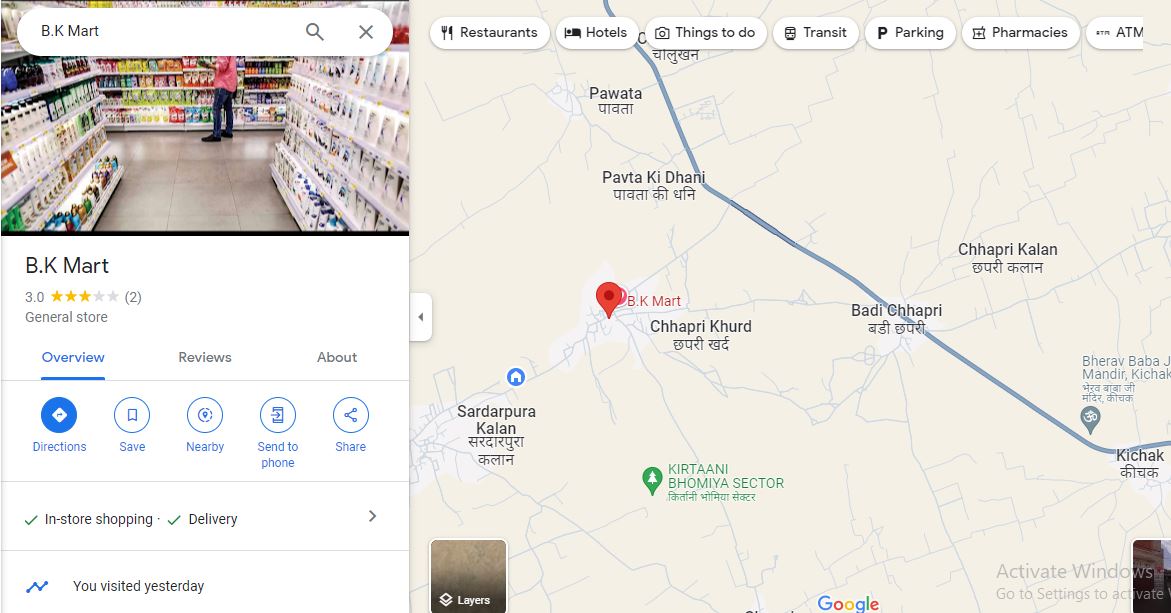 B.K Mart
B.K Mart
3.0 (2)
General store
Overview Reviews About
Directions Save Nearby Send to Share
phone
In-store shopping · Delivery
You visited yesterday
Restaurants Hotels Things to do Transit Parking Pharmacies ATM
चालुखन
Pawata
पावता
Pavta Ki Dhani
पावता की धनि
Chhapri Kalan
छपरी कलान
B.K Mart
Chhapri Khurd
छपरी खर्द
Badi Chhapri
बडी छपरी
Bherav Baba J
Mandir, Kichak
भेरव बाबा जी
मंदिर, कीचक
Sardarpura
Kalan
सरदारपुरा
कलान
Kichak
कीचक
KIRTAANI
BHOMIYA SECTOR
किर्तानी भोमिया सेक्टर
Layers
Google
Activate Windows
Go to Settings to activate